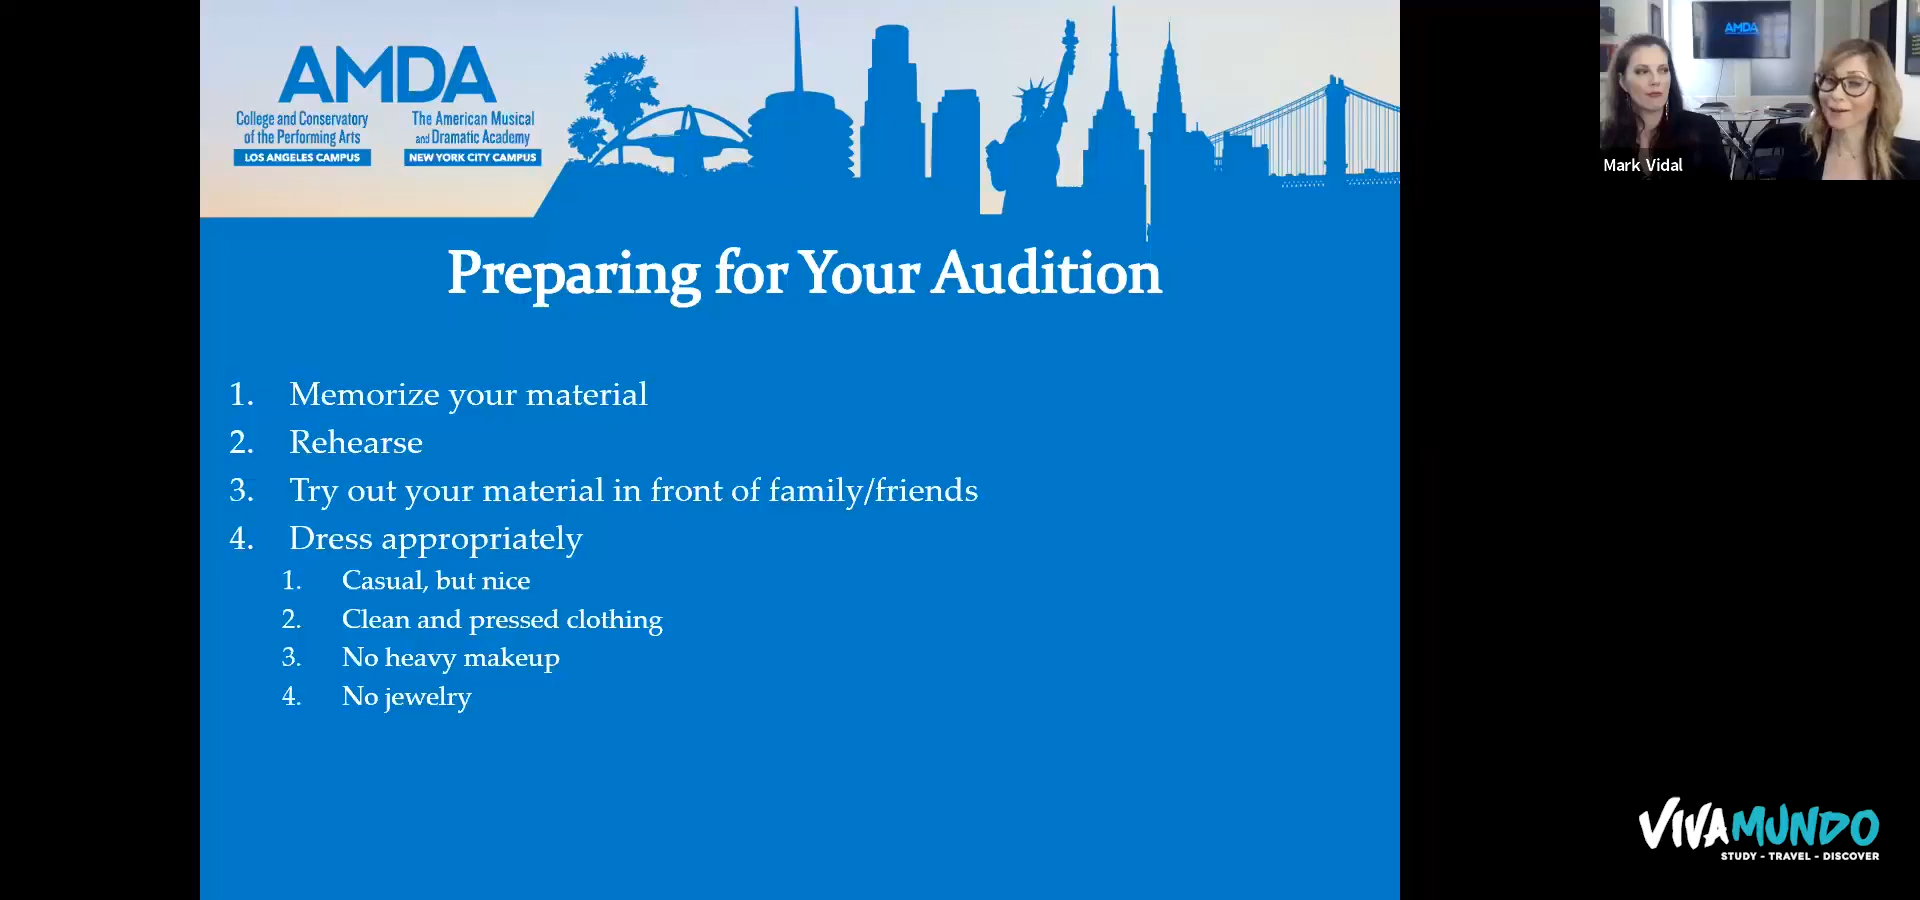 AMDA
College and Conservatory
of the Performing Arts
LOS ANGELES CAMPUS
The American Musical
and Dramatic Academy
NEW YORK CITY CAMPUS
AMDA
Mark Vidal
Preparing for Your Audition
1. Memorize your material
2. Rehearse
3. Try out your material in front of family/friends
4. Dress appropriately
1. Casual, but nice
2. Clean and pressed clothing
3. No heavy makeup
4. No jewelry
VIVAMUNDO
STUDY - TRAVEL - DISCOVER